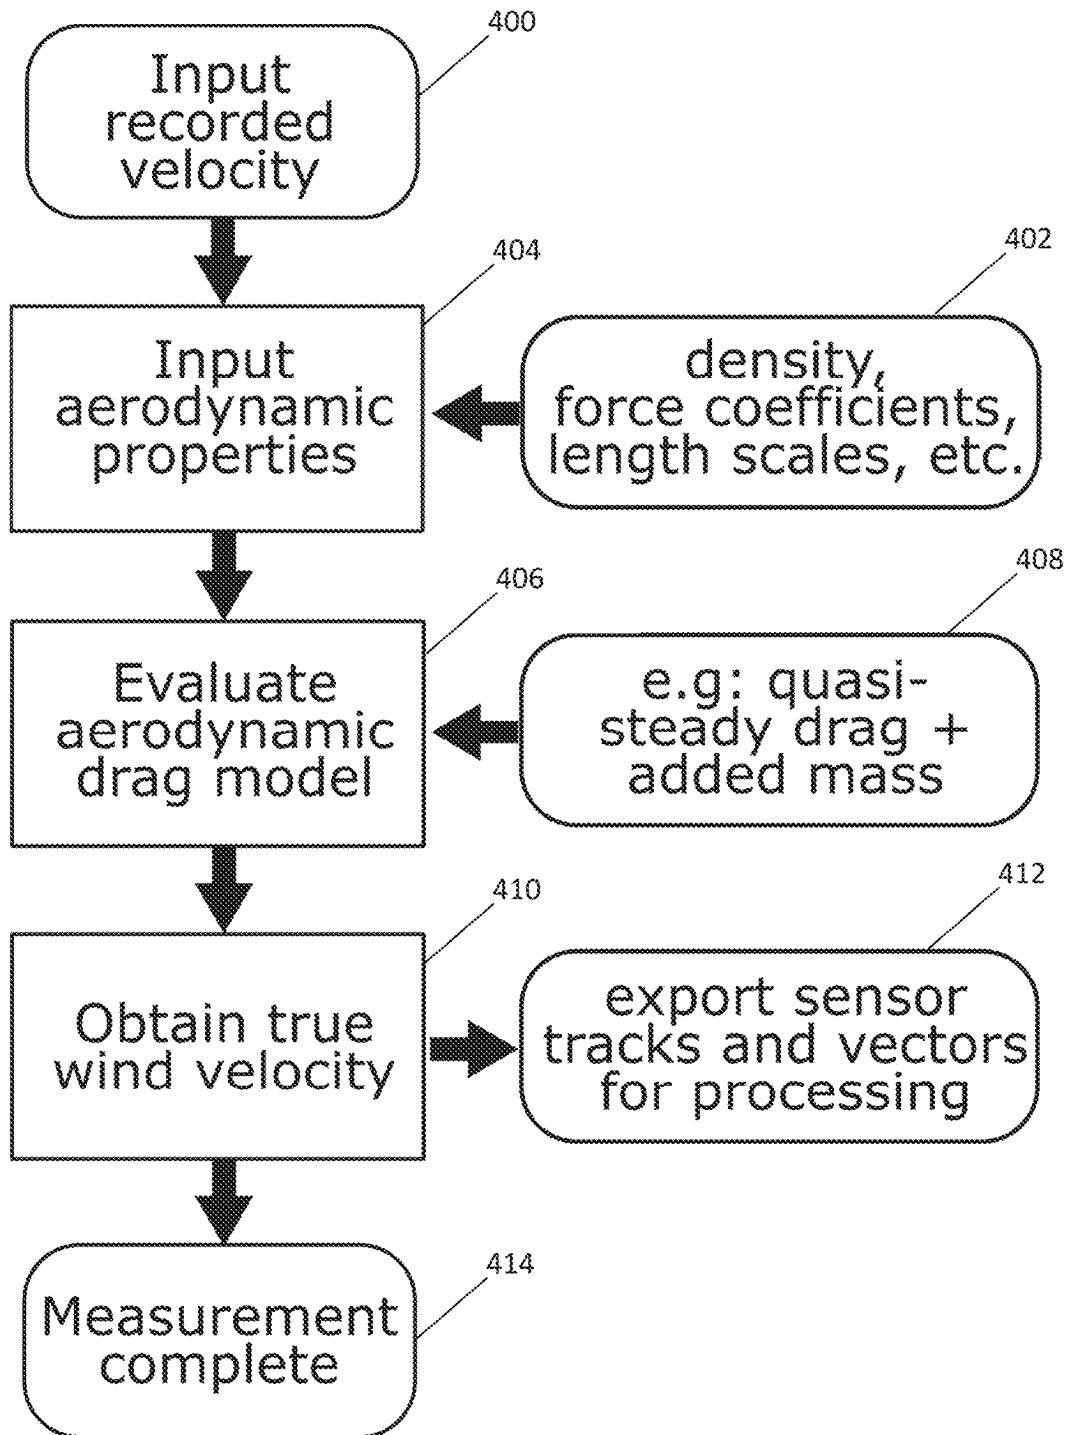 400
Input
recorded
velocity
404
402
Input
aerodynamic
properties
density,
force coefficients,
length scales, etc.
406
408
Evaluate
aerodynamic
drag model
e.g: quasi-
steady drag +
added mass
410
412
Obtain true
wind velocity
export sensor
tracks and vectors
for processing
414
Measurement
complete